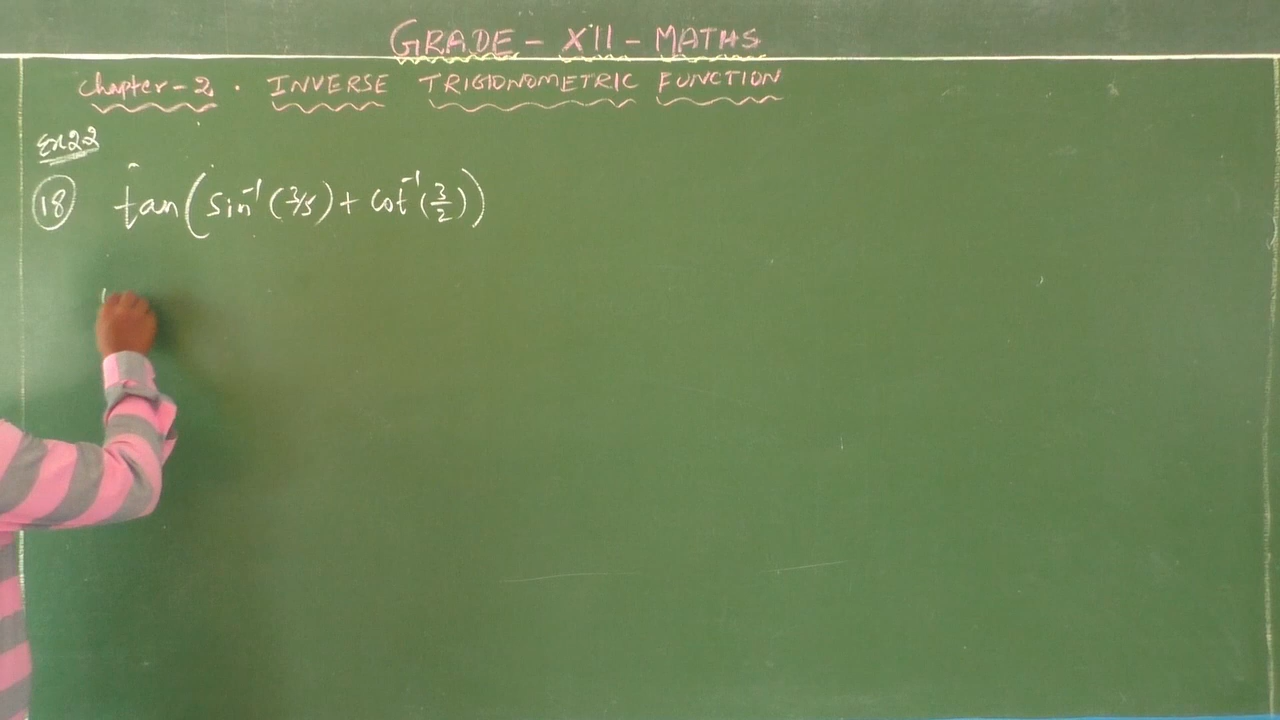 GRADE - XII - MATHS
Chapter - 2 . INVERSE TRIGIONOMETRIC FUNCTION
Ex 2.2
18 tan(sin⁻¹(3/5) + cot⁻¹(3/2))